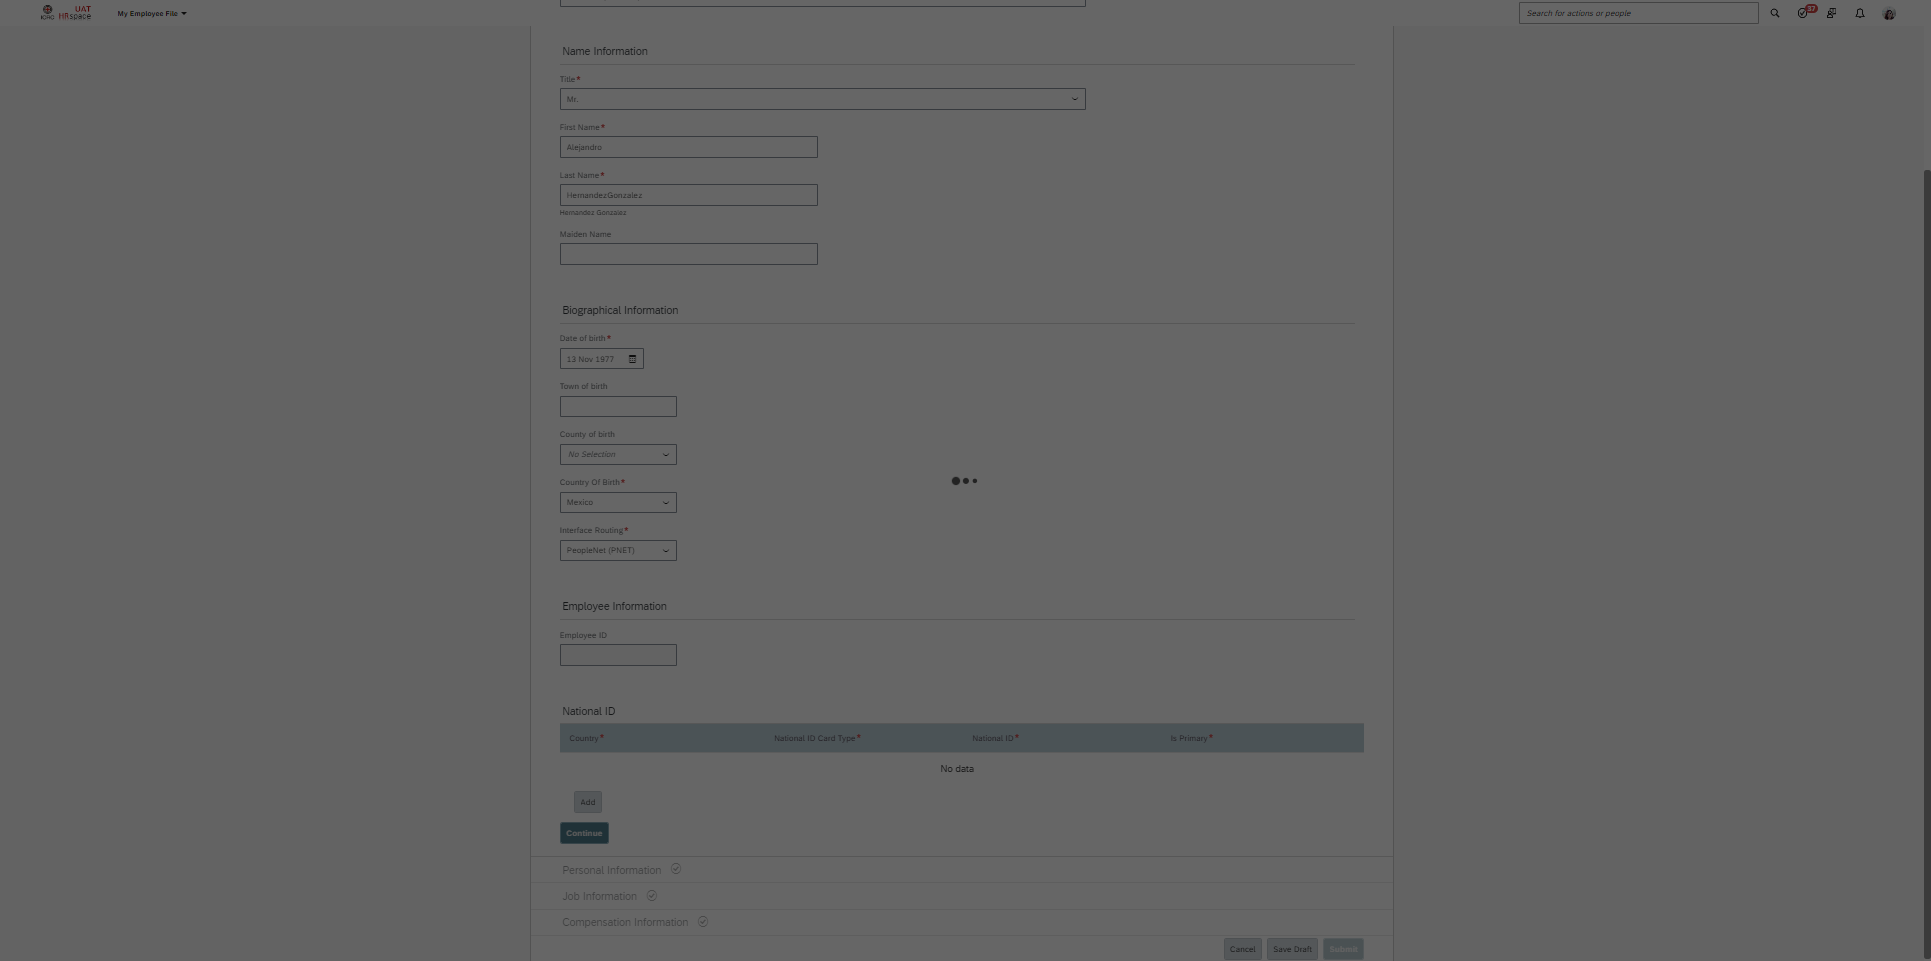 UAT
ICRC HRspace
My Employee File
Search for actions or people
37
Name Information
Title*
Mr.
First Name*
Alejandro
Last Name*
HernandezGonzalez
Hernandez Gonzalez
Maiden Name
Biographical Information
Date of birth*
13 Nov 1977
Town of birth
County of birth
No Selection
Country Of Birth*
Mexico
Interface Routing*
PeopleNet (PNET)
Employee Information
Employee ID
National ID
Country* National ID Card Type* National ID* Is Primary*
No data
Add
Continue
Personal Information
Job Information
Compensation Information
Cancel Save Draft Submit